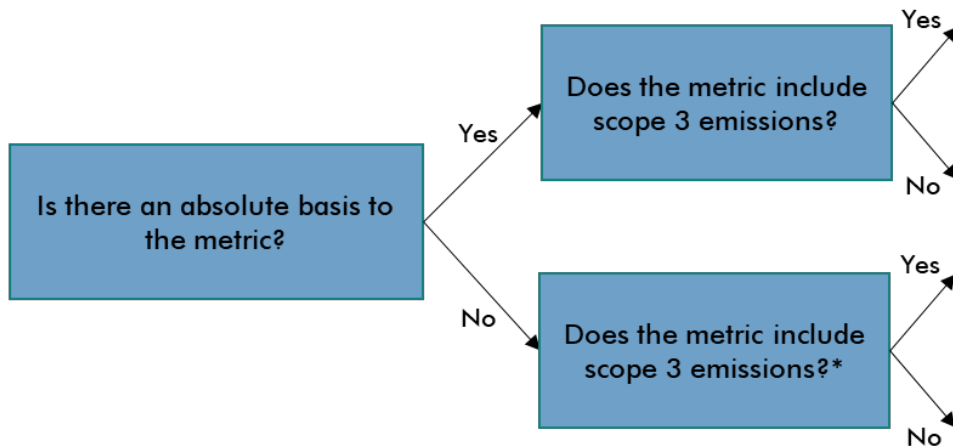 Yes
Does the metric include
scope 3 emissions?
Yes
No
Is there an absolute basis to
the metric?
Yes
No
Does the metric include
scope 3 emissions?*
No